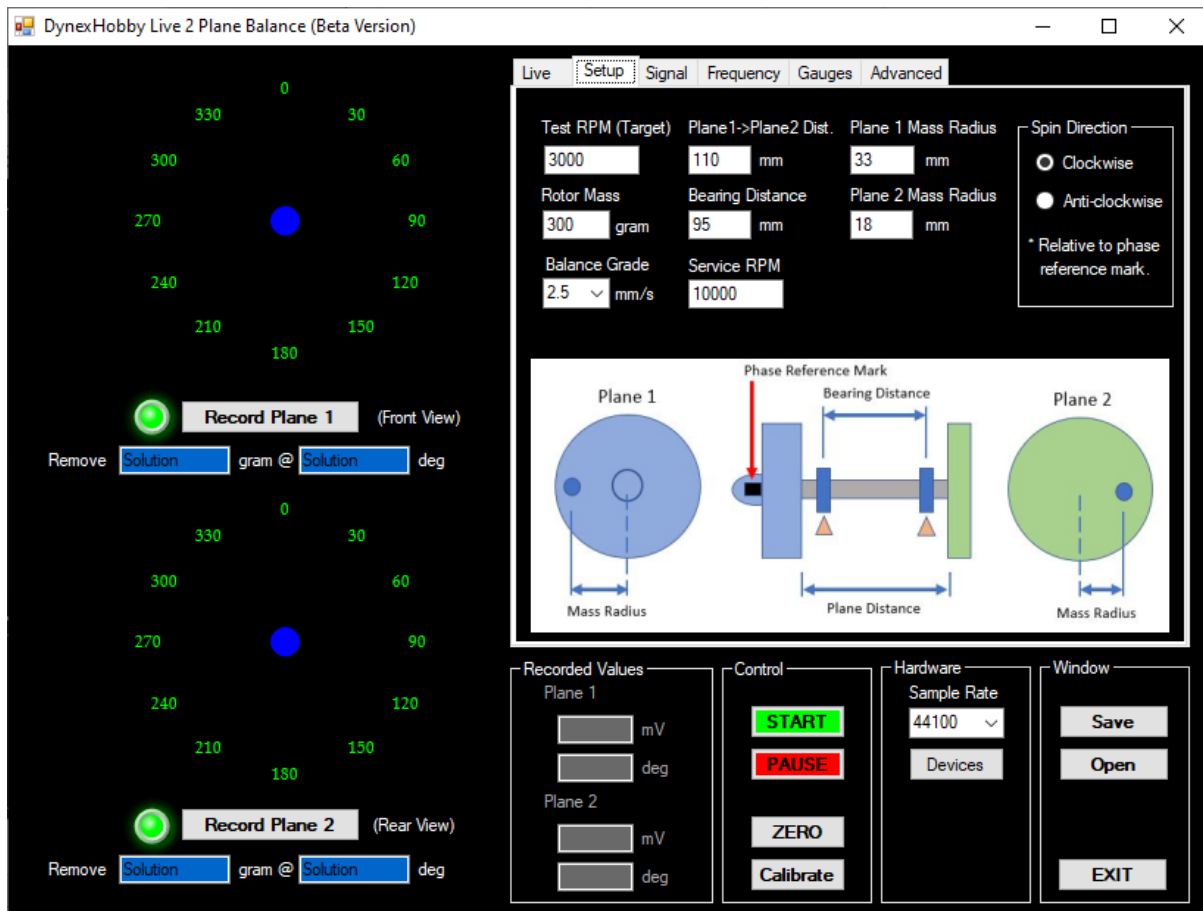 DynexHobby Live 2 Plane Balance (Beta Version)
0
330 30
300 60
270 90
240 120
210 150
180
Record Plane 1 (Front View)
Remove Solution gram @ Solution deg
0
330 30
300 60
270 90
240 120
210 150
180
Record Plane 2 (Rear View)
Remove Solution gram @ Solution deg
Live Setup Signal Frequency Gauges Advanced
Test RPM (Target) Plane1->Plane2 Dist. Plane 1 Mass Radius
3000 110 mm 33 mm
Rotor Mass Bearing Distance Plane 2 Mass Radius
300 gram 95 mm 18 mm
Balance Grade Service RPM
2.5 mm/s 10000
Spin Direction
Clockwise
Anti-clockwise
* Relative to phase
reference mark.
Phase Reference Mark
Plane 1 Bearing Distance Plane 2
Mass Radius Plane Distance Mass Radius
Recorded Values
Plane 1
mV
deg
Plane 2
mV
deg
Control
START
PAUSE
ZERO
Calibrate
Hardware
Sample Rate
44100
Devices
Window
Save
Open
EXIT